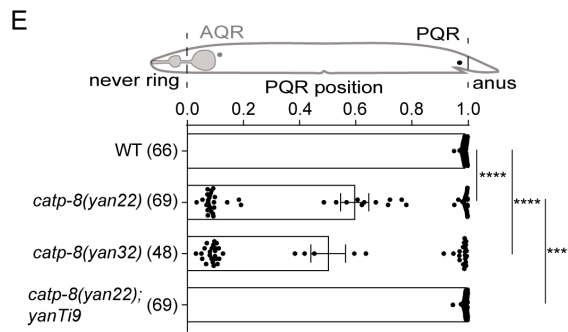 E
AQR PQR
never ring anus
PQR position
0.0 0.2 0.4 0.6 0.8 1.0
WT (66)
****
catp-8(yan22) (69)
****
catp-8(yan32) (48)
***
catp-8(yan22); (69)
yanTi9